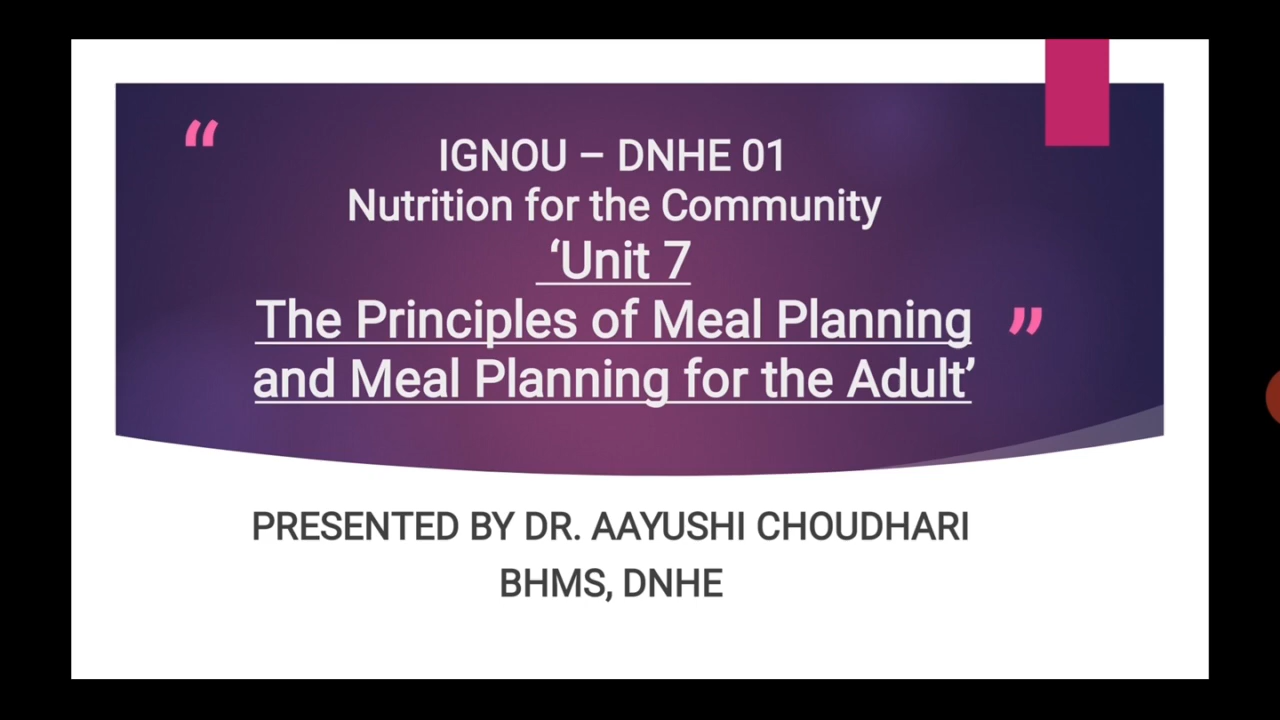 “
IGNOU – DNHE 01
Nutrition for the Community
‘Unit 7
The Principles of Meal Planning
and Meal Planning for the Adult’
”
PRESENTED BY DR. AAYUSHI CHOUDHARI
BHMS, DNHE